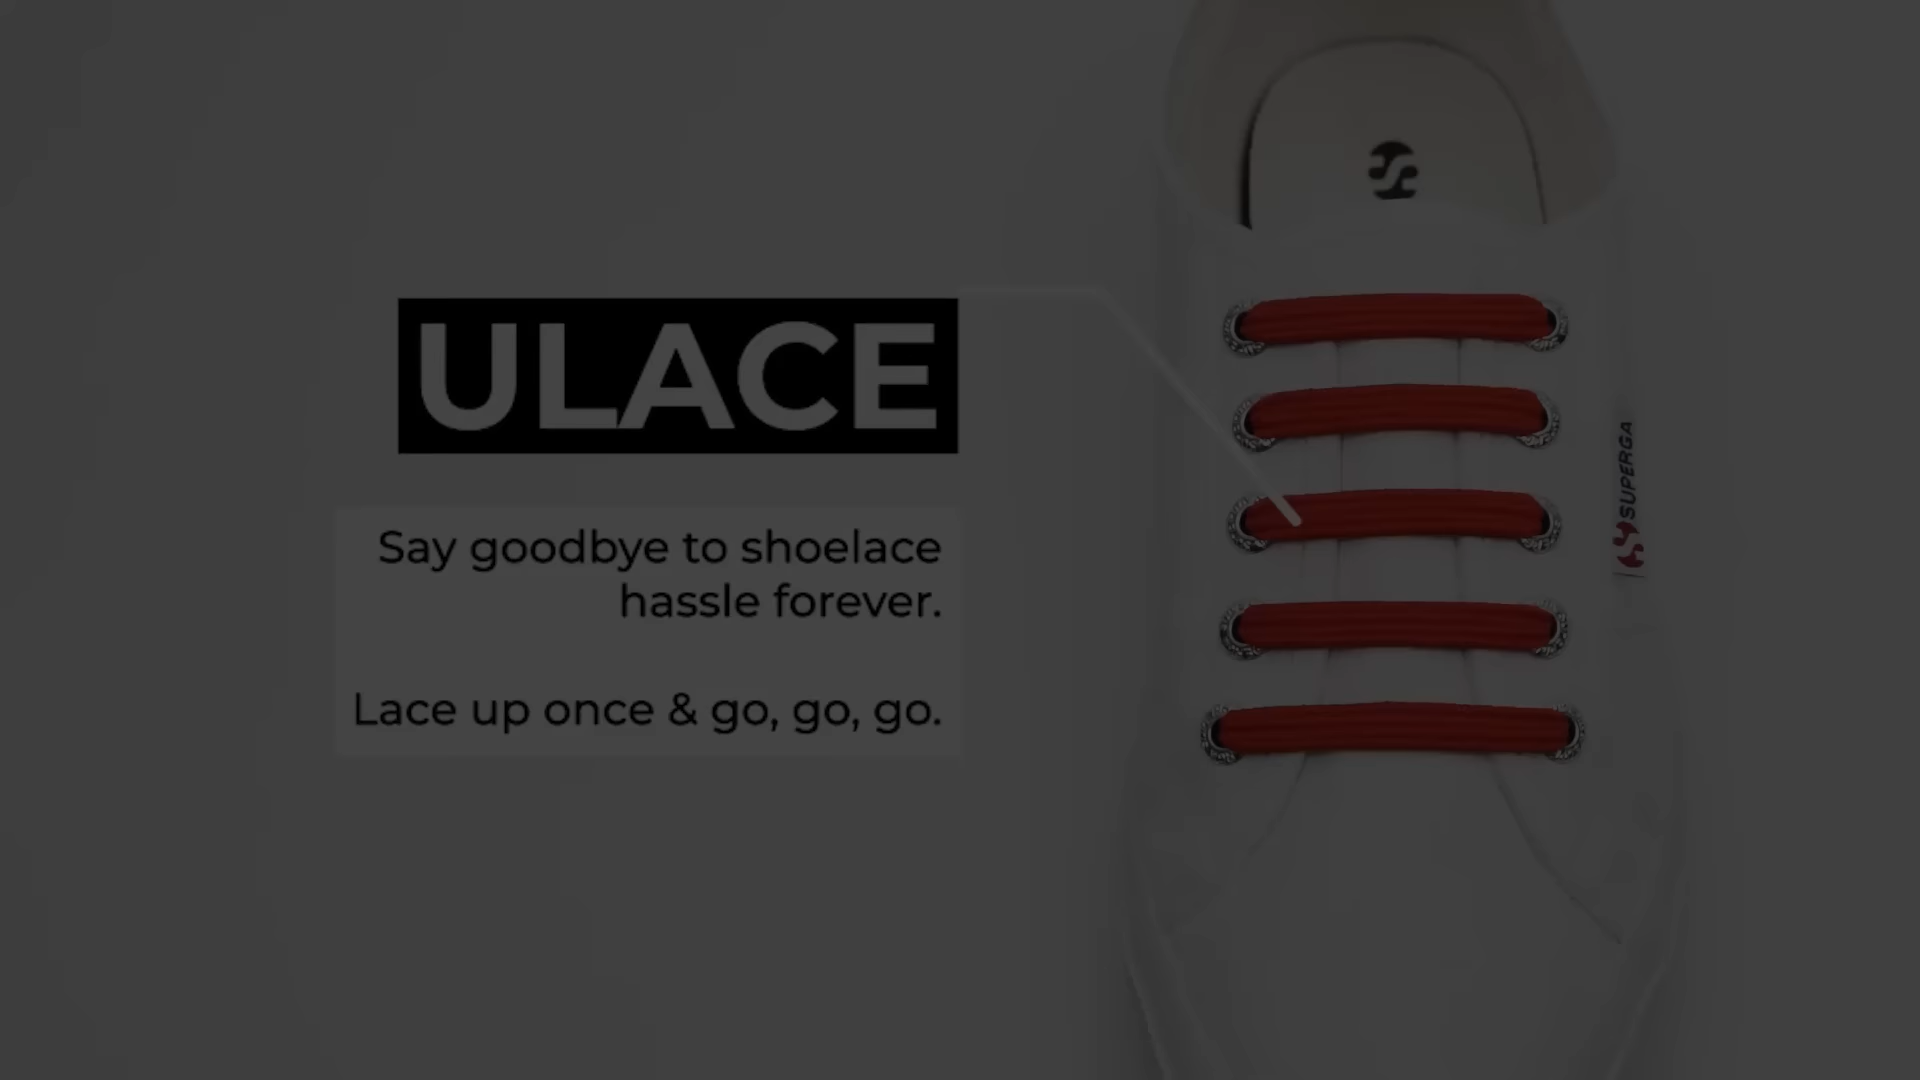 ULACE
Say goodbye to shoelace
hassle forever.
Lace up once & go, go, go.
SUPERGA